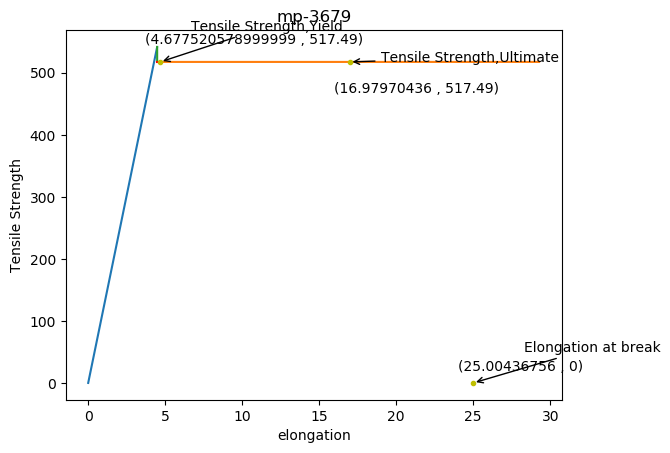 mp-3679
Tensile Strength,Yield
(4.677520578999999 , 517.49)
Tensile Strength,Ultimate
(16.97970436 , 517.49)
Elongation at break
(25.00436756 , 0)
Tensile Strength
500
400
300
200
100
0
0 5 10 15 20 25 30
elongation